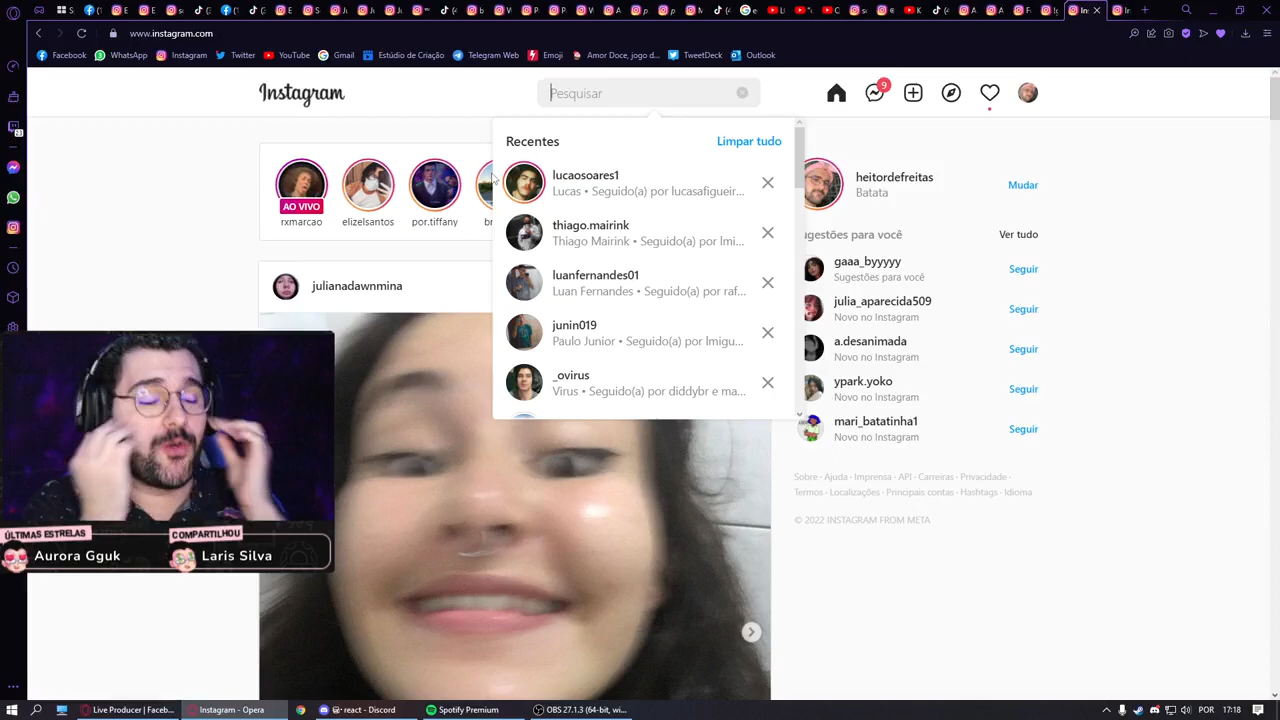 www.instagram.com
Facebook
WhatsApp
Instagram
Twitter
YouTube
Gmail
Estúdio de Criação
Telegram Web
Emoji
Amor Doce, jogo d...
TweetDeck
Outlook
Instagram
Pesquisar
9
23
Recentes
Limpar tudo
lucaosoares1
Lucas • Seguido(a) por lucasafigueir...
thiago.mairink
Thiago Mairink • Seguido(a) por lmi...
luanfernandes01
Luan Fernandes • Seguido(a) por raf...
junin019
Paulo Junior • Seguido(a) por lmigu...
_ovirus
Virus • Seguido(a) por diddybr e ma...
AO VIVO
rxmarcao
elizelsantos
por.tiffany
br
julianadawnmina
heitordefreitas
Batata
Mudar
ugestões para você
Ver tudo
gaaa_byyyyy
Sugestões para você
Seguir
julia_aparecida509
Novo no Instagram
Seguir
a.desanimada
Novo no Instagram
Seguir
ypark.yoko
Novo no Instagram
Seguir
mari_batatinha1
Novo no Instagram
Seguir
Sobre · Ajuda · Imprensa · API · Carreiras · Privacidade ·
Termos · Localizações · Principais contas · Hashtags · Idioma
© 2022 INSTAGRAM FROM META
ÚLTIMAS ESTRELAS
Aurora Gguk
COMPARTILHOU
Laris Silva
Live Producer | Faceb...
Instagram - Opera
react - Discord
Spotify Premium
OBS 27.1.3 (64-bit, wi...
POR
17:18